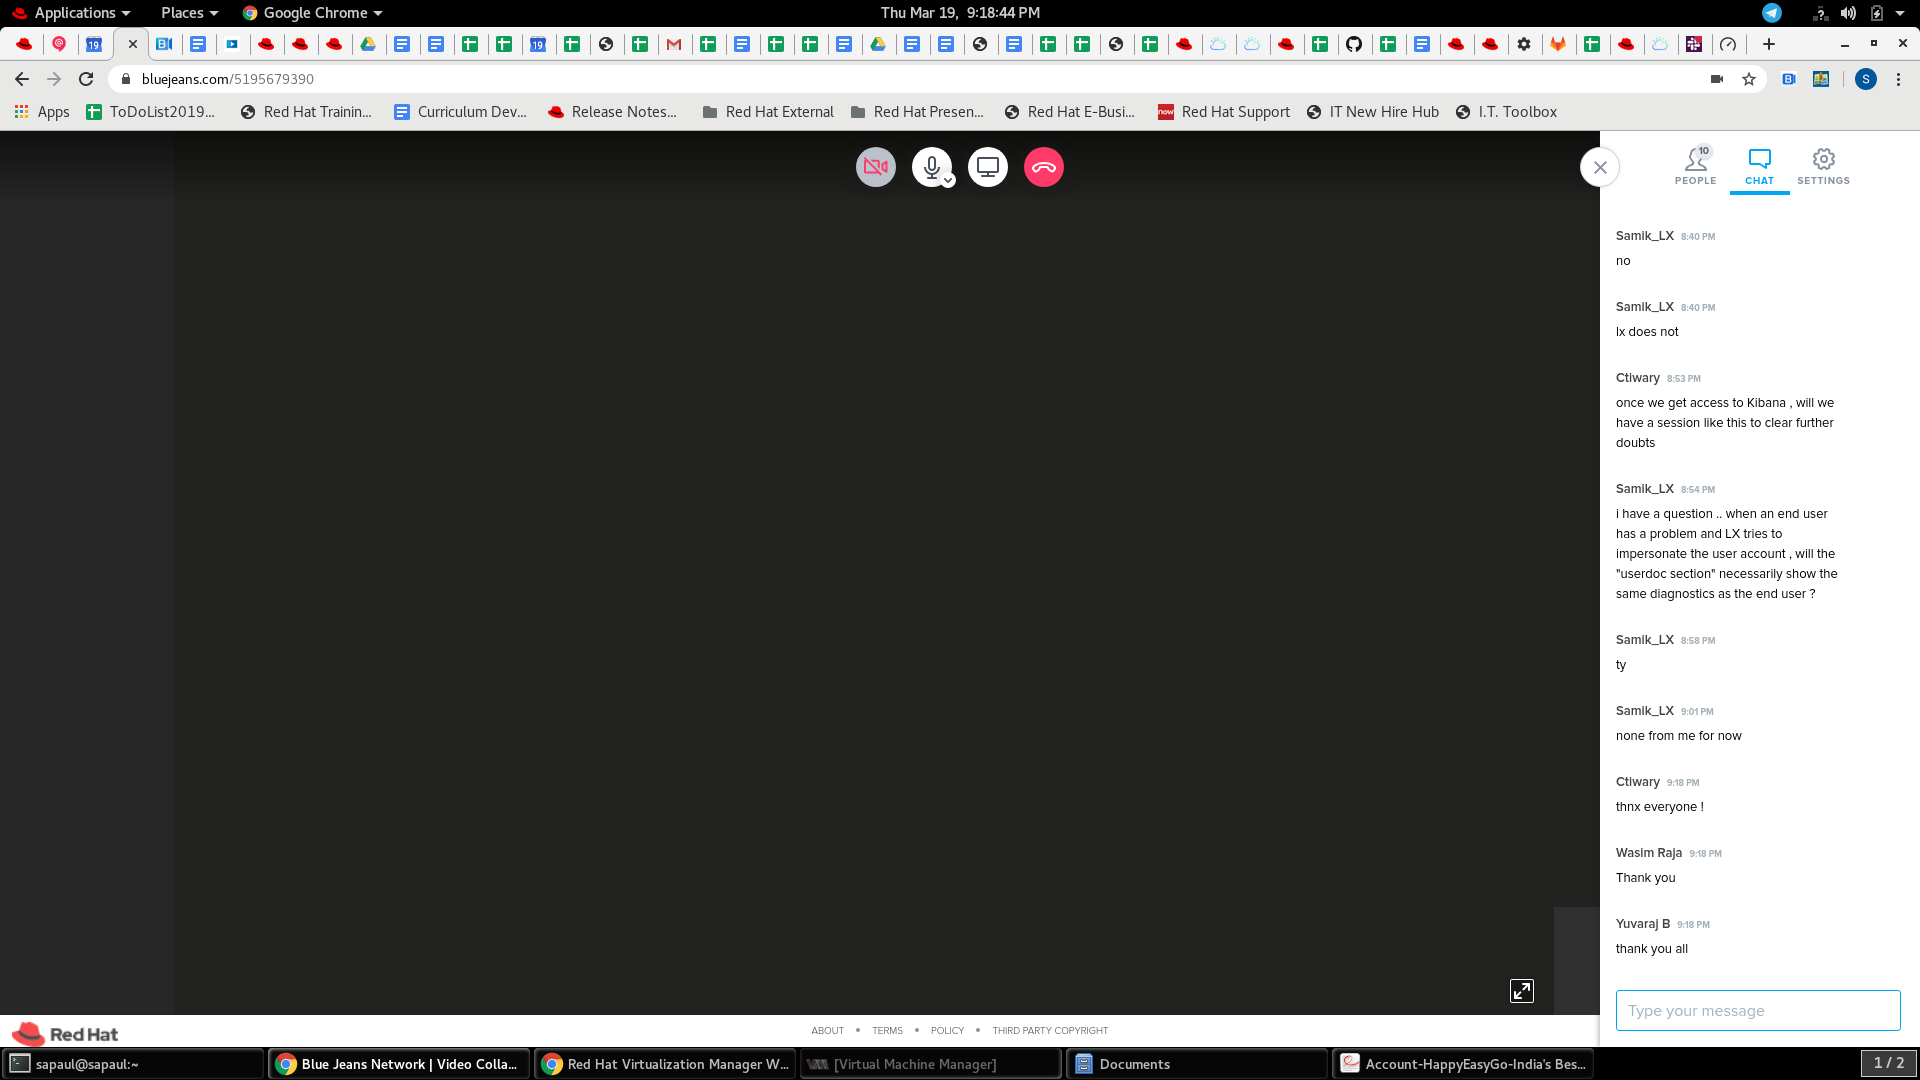 Applications
Places
Google Chrome
Thu Mar 19, 9:18:44 PM
bluejeans.com/5195679390
S
Apps
ToDoList2019...
Red Hat Trainin...
Curriculum Dev...
Release Notes...
Red Hat External
Red Hat Presen...
Red Hat E-Busi...
now
Red Hat Support
IT New Hire Hub
I.T. Toolbox
10
PEOPLE
CHAT
SETTINGS
Samik_LX 8:40 PM
no
Samik_LX 8:40 PM
lx does not
Ctiwary 8:53 PM
once we get access to Kibana , will we
have a session like this to clear further
doubts
Samik_LX 8:54 PM
i have a question .. when an end user
has a problem and LX tries to
impersonate the user account , will the
"userdoc section" necessarily show the
same diagnostics as the end user ?
Samik_LX 8:58 PM
ty
Samik_LX 9:01 PM
none from me for now
Ctiwary 9:18 PM
thnx everyone !
Wasim Raja 9:18 PM
Thank you
Yuvaraj B 9:18 PM
thank you all
Type your message
Red Hat
ABOUT • TERMS • POLICY • THIRD PARTY COPYRIGHT
sapaul@sapaul:~
Blue Jeans Network | Video Colla...
Red Hat Virtualization Manager W...
[Virtual Machine Manager]
Documents
Account-HappyEasyGo-India's Bes...
1 / 2